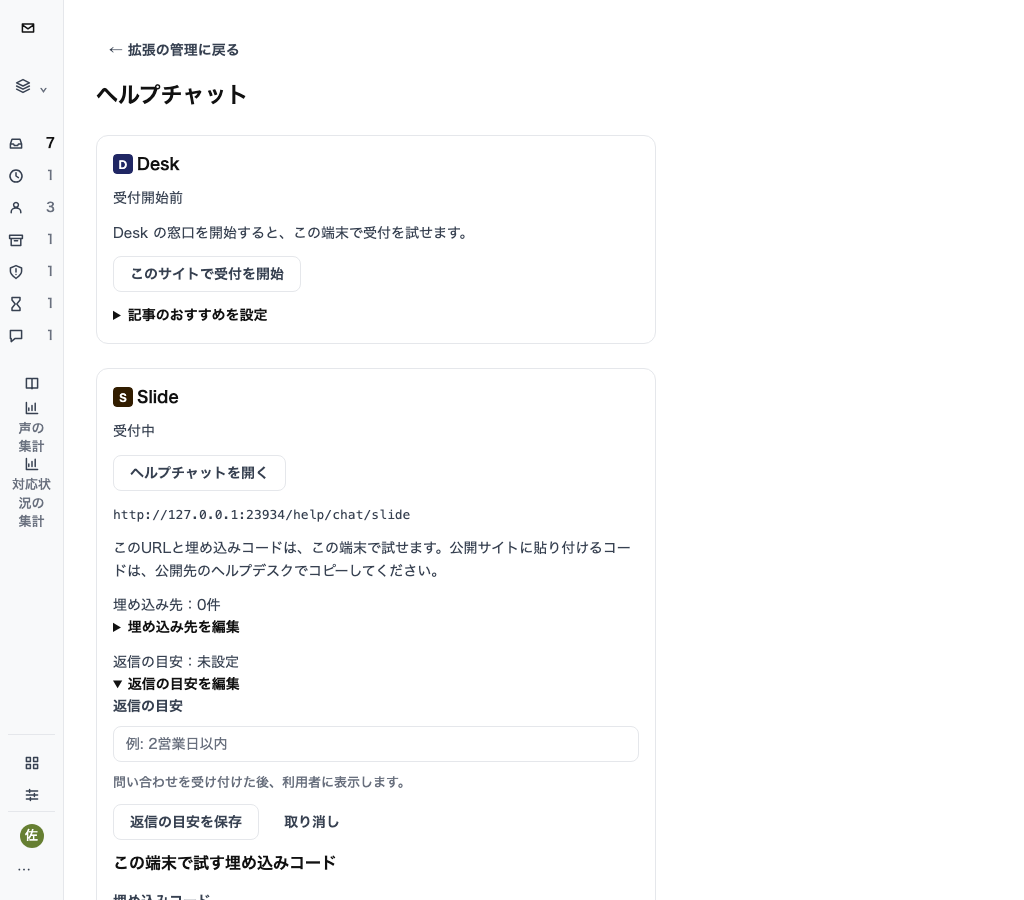 ← 拡張の管理に戻る
ヘルプチャット
7
1
3
1
1
1
1
声の
集計
対応状
況の
集計
佐
…
D Desk
受付開始前
Desk の窓口を開始すると、この端末で受付を試せます。
このサイトで受付を開始
▶ 記事のおすすめを設定
S Slide
受付中
ヘルプチャットを開く
http://127.0.0.1:23934/help/chat/slide
このURLと埋め込みコードは、この端末で試せます。公開サイトに貼り付けるコー
ドは、公開先のヘルプデスクでコピーしてください。
埋め込み先：0件
▶ 埋め込み先を編集
返信の目安：未設定
▼ 返信の目安を編集
返信の目安
例: 2営業日以内
問い合わせを受け付けた後、利用者に表示します。
返信の目安を保存 取り消し
この端末で試す埋め込みコード
埋め込みコード